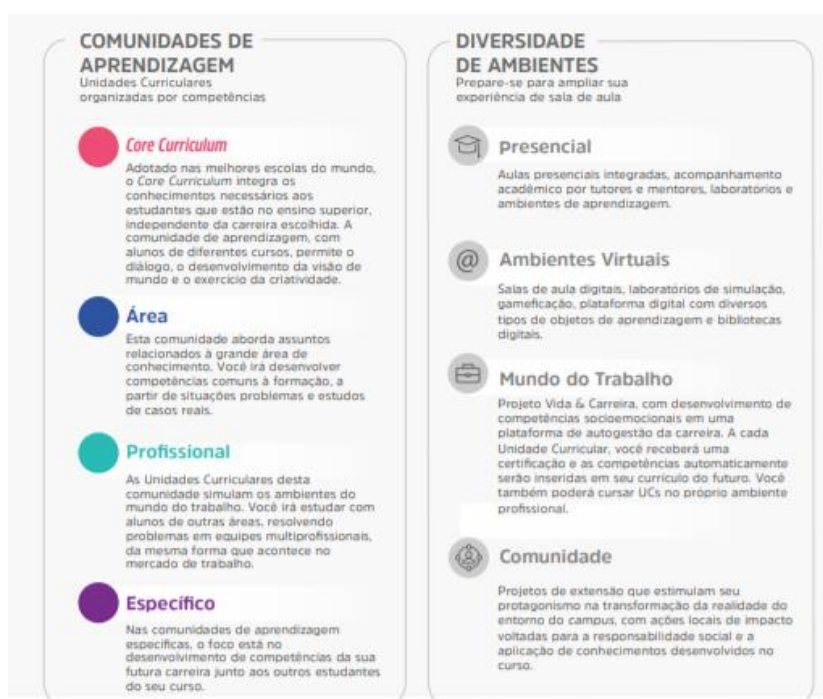 COMUNIDADES DE
APRENDIZAGEM
Unidades Curriculares
organizadas por competências
Core Curriculum
Adotado nas melhores escolas do mundo,
o Core Curriculum integra os
conhecimentos necessários aos
estudantes que estão no ensino superior,
independente da carreira escolhida. A
comunidade de aprendizagem, com
alunos de diferentes cursos, permite o
diálogo, o desenvolvimento da visão de
mundo e o exercício da criatividade.
Área
Esta comunidade aborda assuntos
relacionados à grande área de
conhecimento. Você irá desenvolver
competências comuns à formação, a
partir de situações problemas e estudos
de casos reais.
Profissional
As Unidades Curriculares desta
comunidade simulam os ambientes do
mundo do trabalho. Você irá estudar com
alunos de outras áreas, resolvendo
problemas em equipes multiprofissionais,
da mesma forma que acontece no
mercado de trabalho.
Específico
Nas comunidades de aprendizagem
específicas, o foco está no
desenvolvimento de competências da sua
futura carreira junto aos outros estudantes
do seu curso.
DIVERSIDADE
DE AMBIENTES
Prepare-se para ampliar sua
experiência de sala de aula
Presencial
Aulas presenciais integradas, acompanhamento
acadêmico por tutores e mentores, laboratórios e
ambientes de aprendizagem.
@ Ambientes Virtuais
Salas de aula digitais, laboratórios de simulação,
gameficação, plataforma digital com diversos
tipos de objetos de aprendizagem e bibliotecas
digitais.
Mundo do Trabalho
Projeto Vida & Carreira, com desenvolvimento de
competências socioemocionais em uma
plataforma de autogestão da carreira. A cada
Unidade Curricular, você receberá uma
certificação e as competências automaticamente
serão inseridas em seu currículo do futuro. Você
também poderá cursar UCs no próprio ambiente
profissional.
Comunidade
Projetos de extensão que estimulam seu
protagonismo na transformação da realidade do
entorno do campus, com ações locais de impacto
voltadas para a responsabilidade social e a
aplicação de conhecimentos desenvolvidos no
curso.